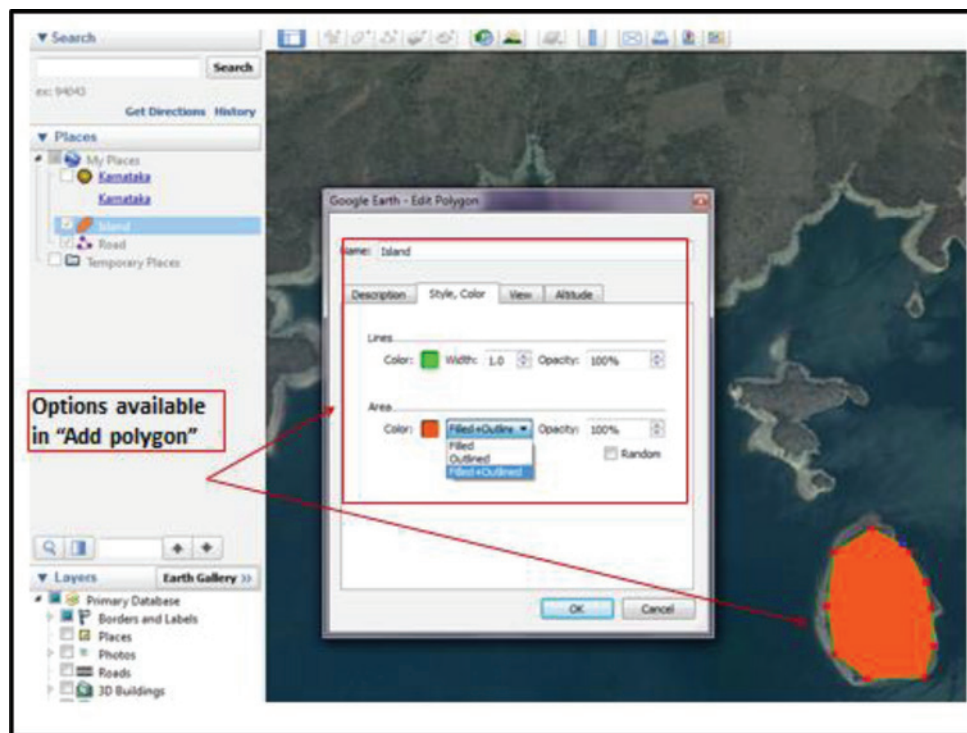 Search
Search
ex: 94043
Get Directions History
Places
My Places
Karnataka
Karnataka
Island
Road
Temporary Places
Options available
in “Add polygon”
Layers
Earth Gallery >>
Primary Database
Borders and Labels
Places
Photos
Roads
3D Buildings
Google Earth - Edit Polygon
Name: Island
Description Style, Color View Altitude
Lines
Color: Width: 1.0 Opacity: 100%
Area
Color: Filled+Outline Opacity: 100%
Filled
Outlined
Filled+Outlined
Random
OK Cancel